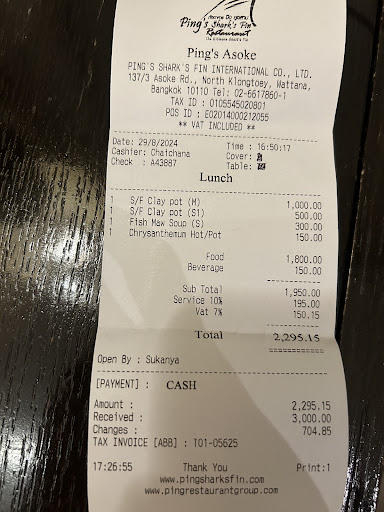 Ping's Shark's Fin
Restaurant
Ping's Asoke
PING'S SHARK'S FIN INTERNATIONAL CO., LTD.
137/3 Asoke Rd., North Klongtoey, Wattana,
Bangkok 10110 Tel: 02-6617860-1
TAX ID : 0105545020801
POS ID : E02014000212055
** VAT INCLUDED **
Date: 29/8/2024 Time : 16:50:17
Cashier: Chaichana Cover:
Check : A43887 Table:
Lunch
1 S/F Clay pot (M) 1,000.00
1 S/F Clay pot (S1) 500.00
1 Fish Maw Soup (S) 300.00
1 Chrysanthemum Hot/Pot 150.00
Food 1,800.00
Beverage 150.00
Sub Total 1,950.00
Service 10% 195.00
Vat 7% 150.15
Total 2,295.15
Open By : Sukanya
[PAYMENT] : CASH
Amount : 2,295.15
Received : 3,000.00
Changes : 704.85
TAX INVOICE [ABB] : T01-05625
17:26:55 Thank You Print:1
www.pingsharksfin.com
www.pingrestaurantgroup.com